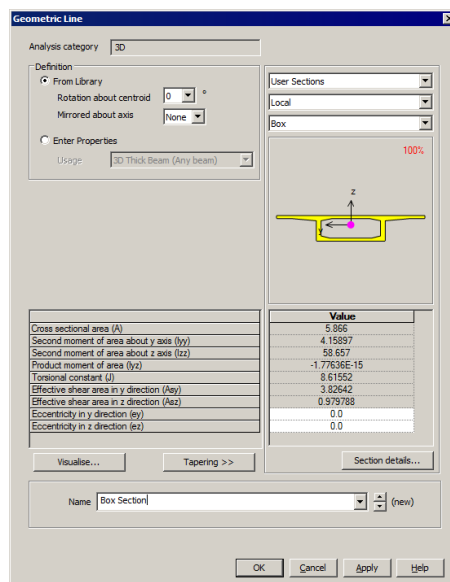 Geometric Line
Analysis category 3D
Definition
From Library
Rotation about centroid 0 °
Mirrored about axis None
Enter Properties
Usage 3D Thick Beam (Any beam)
User Sections
Local
Box
100%
z
y
Value
Cross sectional area (A) 5.866
Second moment of area about y axis (Iyy) 4.15897
Second moment of area about z axis (Izz) 58.657
Product moment of area (Iyz) -1.77636E-15
Torsional constant (J) 8.61552
Effective shear area in y direction (Asy) 3.82642
Effective shear area in z direction (Asz) 0.979788
Eccentricity in y direction (ey) 0.0
Eccentricity in z direction (ez) 0.0
Visualise... Tapering >> Section details...
Name Box Section (new)
OK Cancel Apply Help